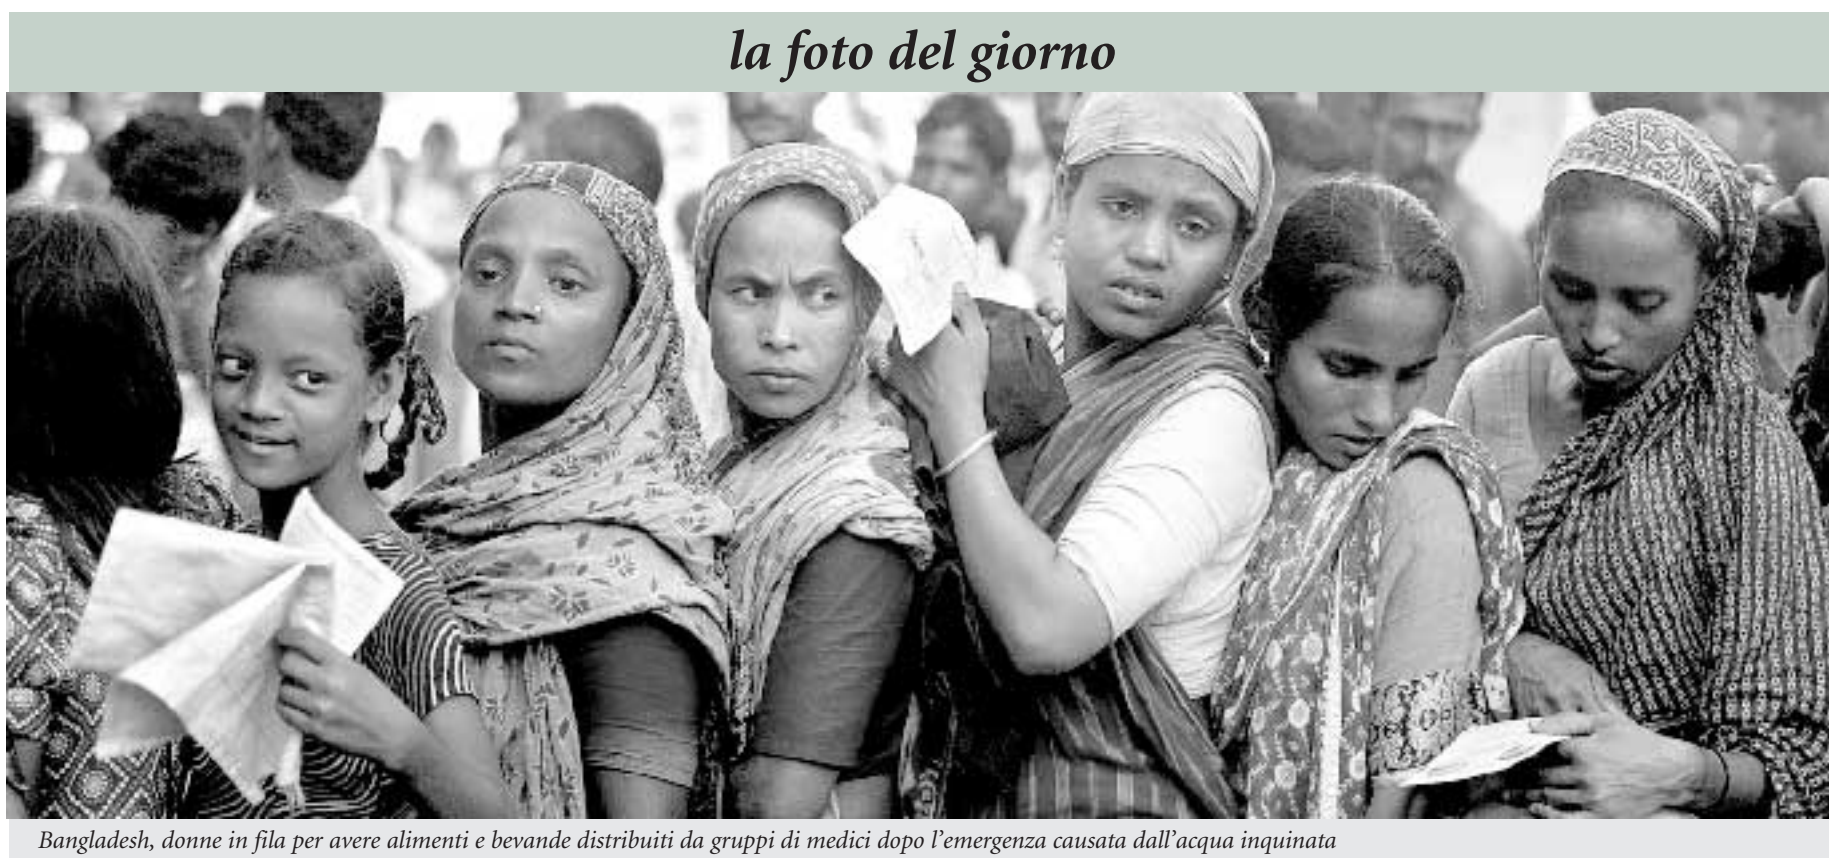 la foto del giorno
Bangladesh, donne in fila per avere alimenti e bevande distribuiti da gruppi di medici dopo l'emergenza causata dall'acqua inquinata